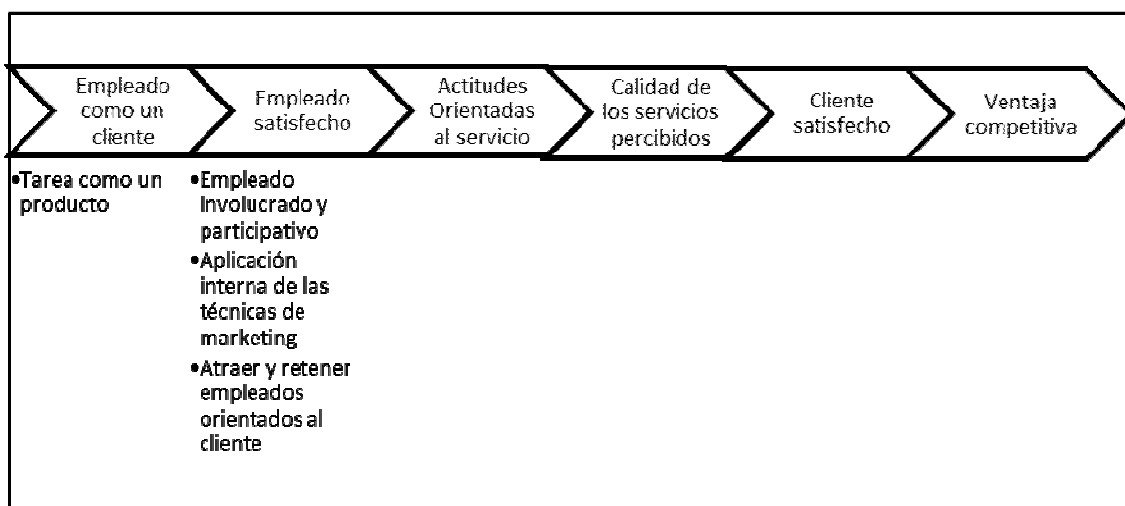 Empleado
como un
cliente
Empleado
satisfecho
Actitudes
Orientadas
al servicio
Calidad de
los servicios
percibidos
Cliente
satisfecho
Ventaja
competitiva
•Tarea como un
producto
•Empleado
Involucrado y
participativo
•Aplicación
interna de las
técnicas de
marketing
•Atraer y retener
empleados
orientados al
cliente